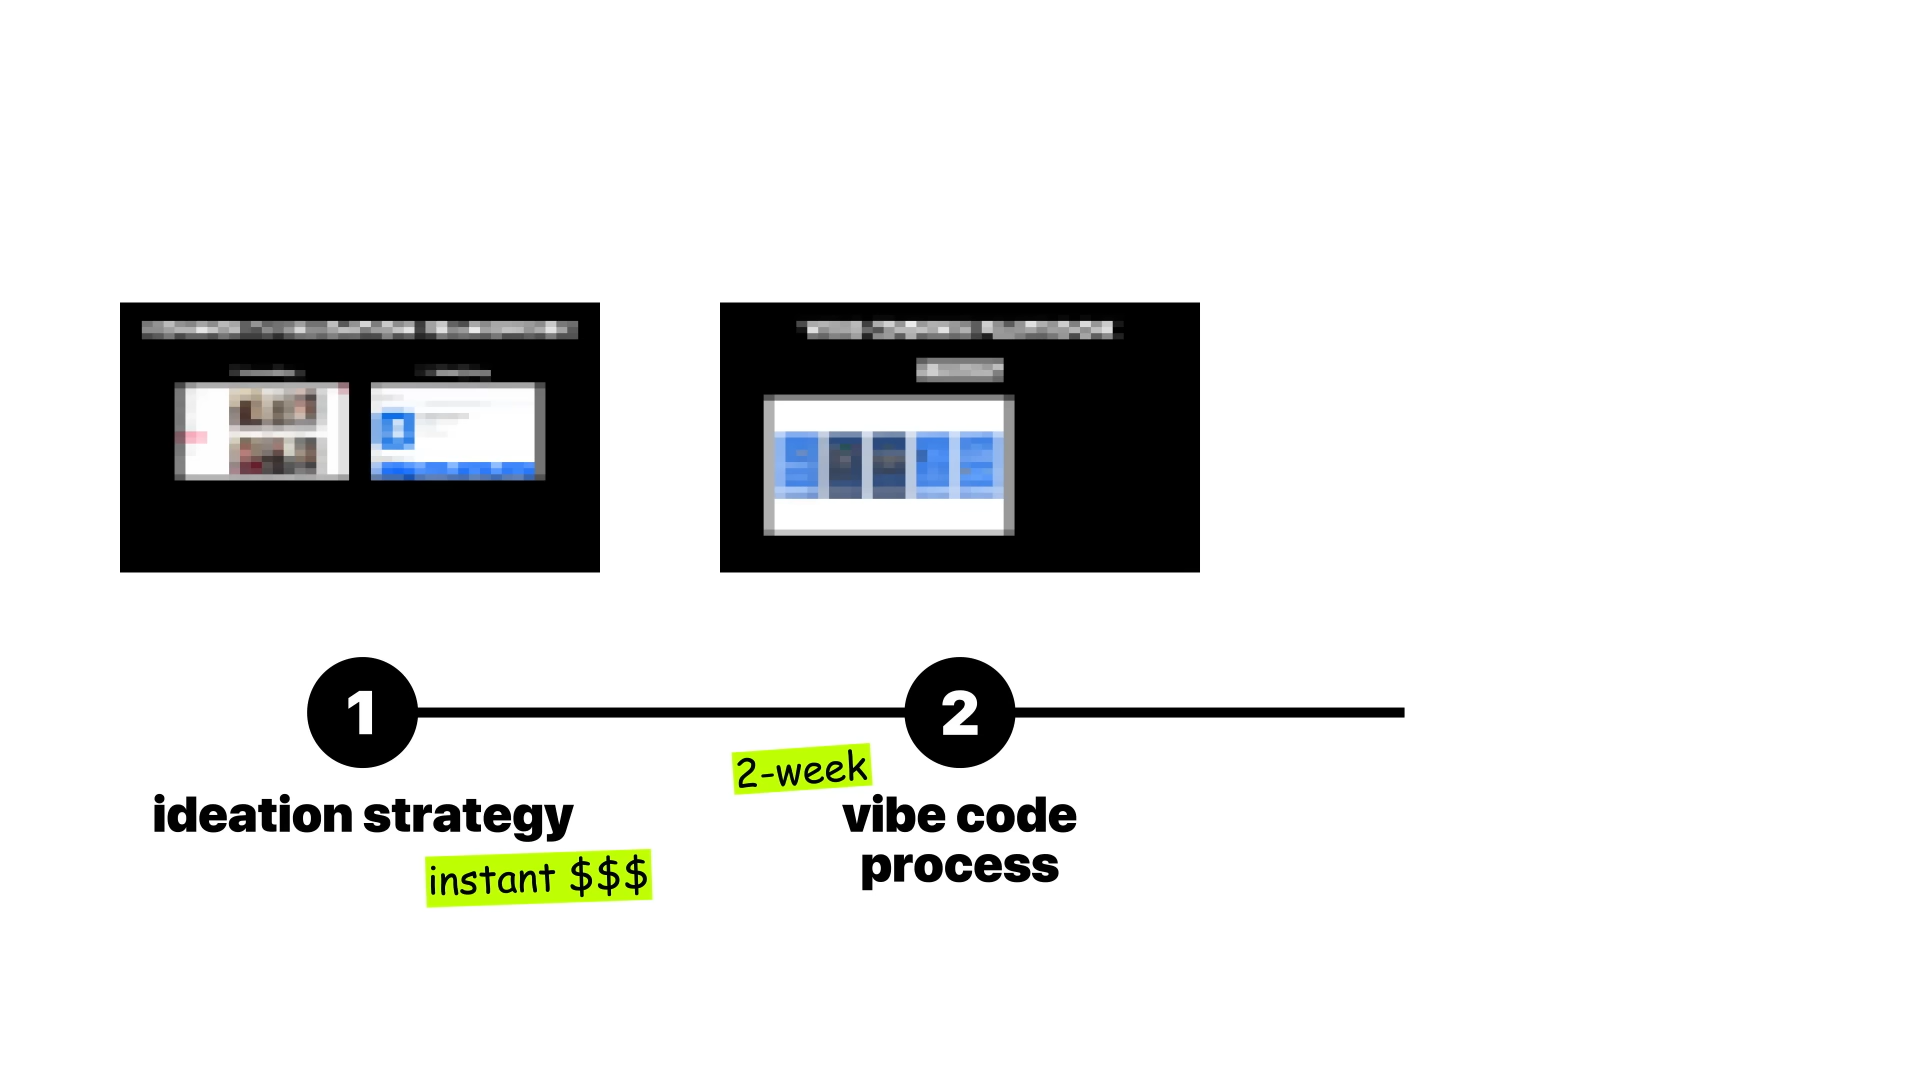 1
2
2-week
ideation strategy
vibe code
process
instant $$$